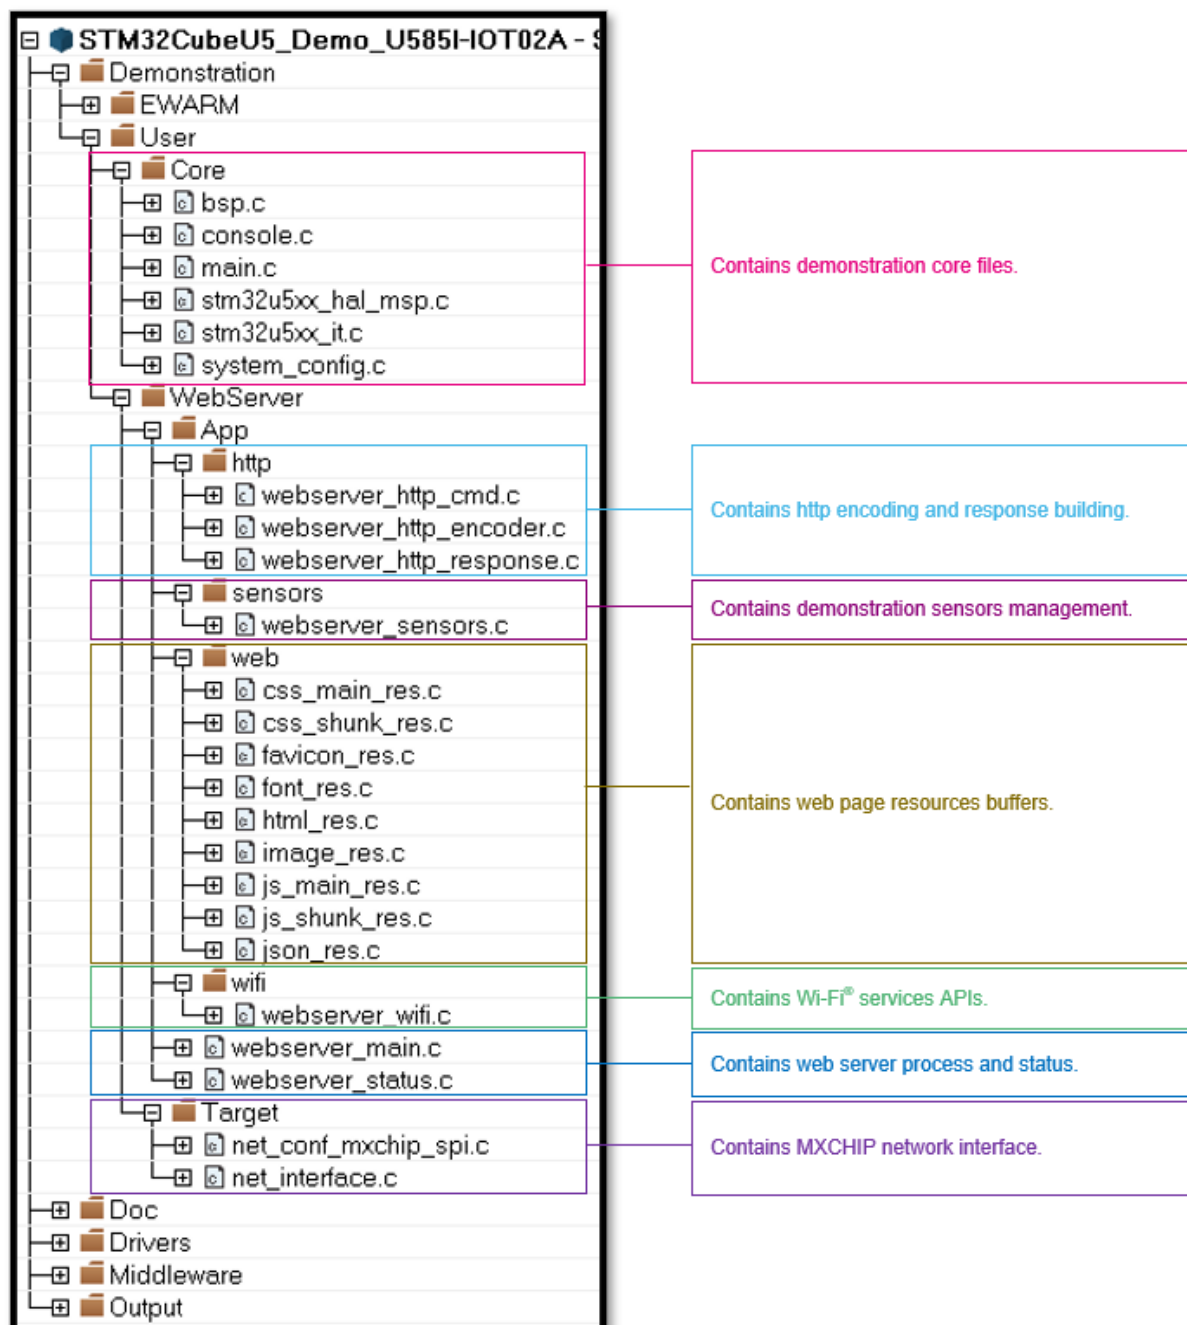 STM32CubeU5_Demo_U585I-IOT02A - S
Demonstration
EWARM
User
Core
bsp.c
console.c
main.c
stm32u5xx_hal_msp.c
stm32u5xx_it.c
system_config.c
Contains demonstration core files.
WebServer
App
http
webserver_http_cmd.c
webserver_http_encoder.c
webserver_http_response.c
Contains http encoding and response building.
sensors
webserver_sensors.c
Contains demonstration sensors management.
web
css_main_res.c
css_shunk_res.c
favicon_res.c
font_res.c
html_res.c
image_res.c
js_main_res.c
js_shunk_res.c
json_res.c
Contains web page resources buffers.
wifi
webserver_wifi.c
Contains Wi-Fi® services APIs.
webserver_main.c
webserver_status.c
Contains web server process and status.
Target
net_conf_mxchip_spi.c
net_interface.c
Contains MXCHIP network interface.
Doc
Drivers
Middleware
Output